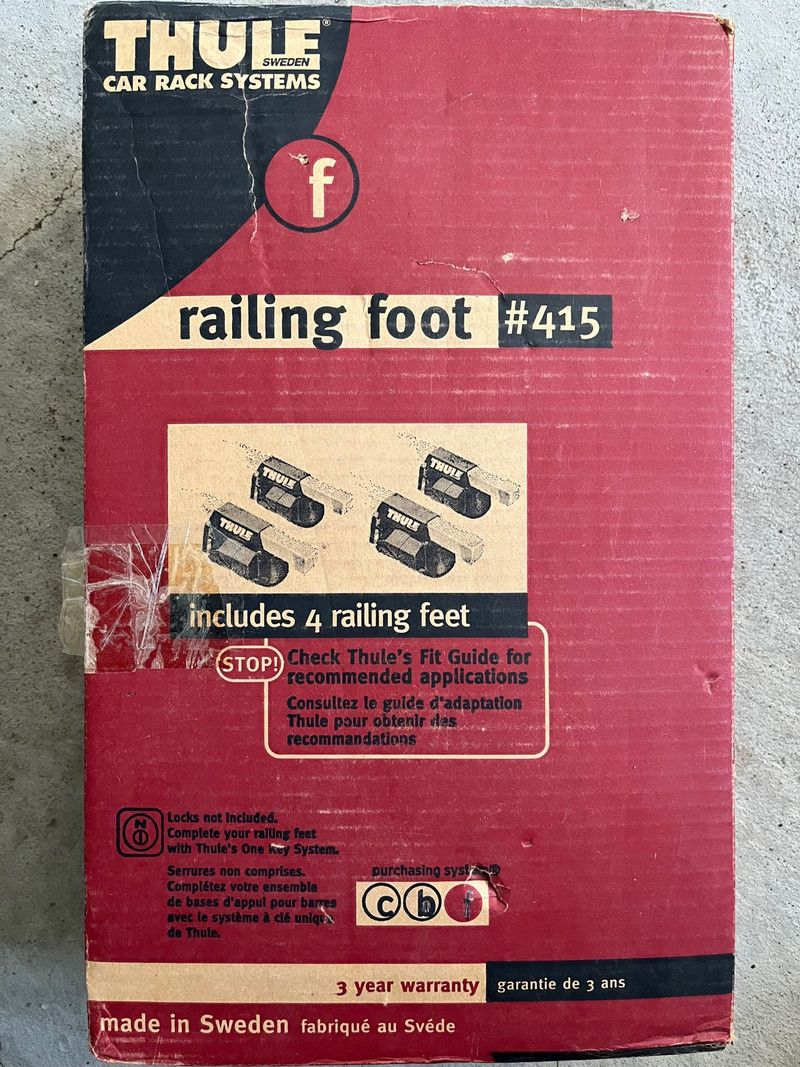 THULE®
SWEDEN
CAR RACK SYSTEMS
f
railing foot #415
THULE
THULE
THULE
THULE
includes 4 railing feet
STOP!
Check Thule's Fit Guide for
recommended applications
Consultez le guide d'adaptation
Thule pour obtenir des
recommandations
Locks not included.
Complete your railing feet
with Thule's One Key System.
Serrures non comprises.
Complétez votre ensemble
de bases d'appui pour barres
avec le système à clé unique
de Thule.
purchasing system®
c b f
3 year warranty garantie de 3 ans
made in Sweden fabriqué au Svéde